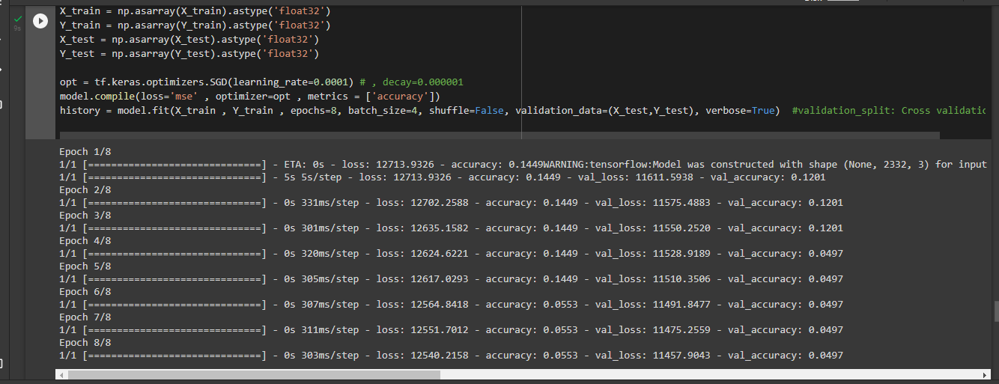 9s
X_train = np.asarray(X_train).astype('float32')
Y_train = np.asarray(Y_train).astype('float32')
X_test = np.asarray(X_test).astype('float32')
Y_test = np.asarray(Y_test).astype('float32')
opt = tf.keras.optimizers.SGD(learning_rate=0.0001) # , decay=0.000001
model.compile(loss='mse' , optimizer=opt , metrics = ['accuracy'])
history = model.fit(X_train , Y_train , epochs=8, batch_size=4, shuffle=False, validation_data=(X_test,Y_test), verbose=True)  #validation_split: Cross validatio
Epoch 1/8
1/1 [==============================] - ETA: 0s - loss: 12713.9326 - accuracy: 0.1449WARNING:tensorflow:Model was constructed with shape (None, 2332, 3) for input
1/1 [==============================] - 5s 5s/step - loss: 12713.9326 - accuracy: 0.1449 - val_loss: 11611.5938 - val_accuracy: 0.1201
Epoch 2/8
1/1 [==============================] - 0s 331ms/step - loss: 12702.2588 - accuracy: 0.1449 - val_loss: 11575.4883 - val_accuracy: 0.1201
Epoch 3/8
1/1 [==============================] - 0s 301ms/step - loss: 12635.1582 - accuracy: 0.1449 - val_loss: 11550.2520 - val_accuracy: 0.1201
Epoch 4/8
1/1 [==============================] - 0s 320ms/step - loss: 12624.6221 - accuracy: 0.1449 - val_loss: 11528.9189 - val_accuracy: 0.0497
Epoch 5/8
1/1 [==============================] - 0s 305ms/step - loss: 12617.0293 - accuracy: 0.1449 - val_loss: 11510.3506 - val_accuracy: 0.0497
Epoch 6/8
1/1 [==============================] - 0s 307ms/step - loss: 12564.8418 - accuracy: 0.0553 - val_loss: 11491.8477 - val_accuracy: 0.0497
Epoch 7/8
1/1 [==============================] - 0s 311ms/step - loss: 12551.7012 - accuracy: 0.0553 - val_loss: 11475.2559 - val_accuracy: 0.0497
Epoch 8/8
1/1 [==============================] - 0s 303ms/step - loss: 12540.2158 - accuracy: 0.0553 - val_loss: 11457.9043 - val_accuracy: 0.0497